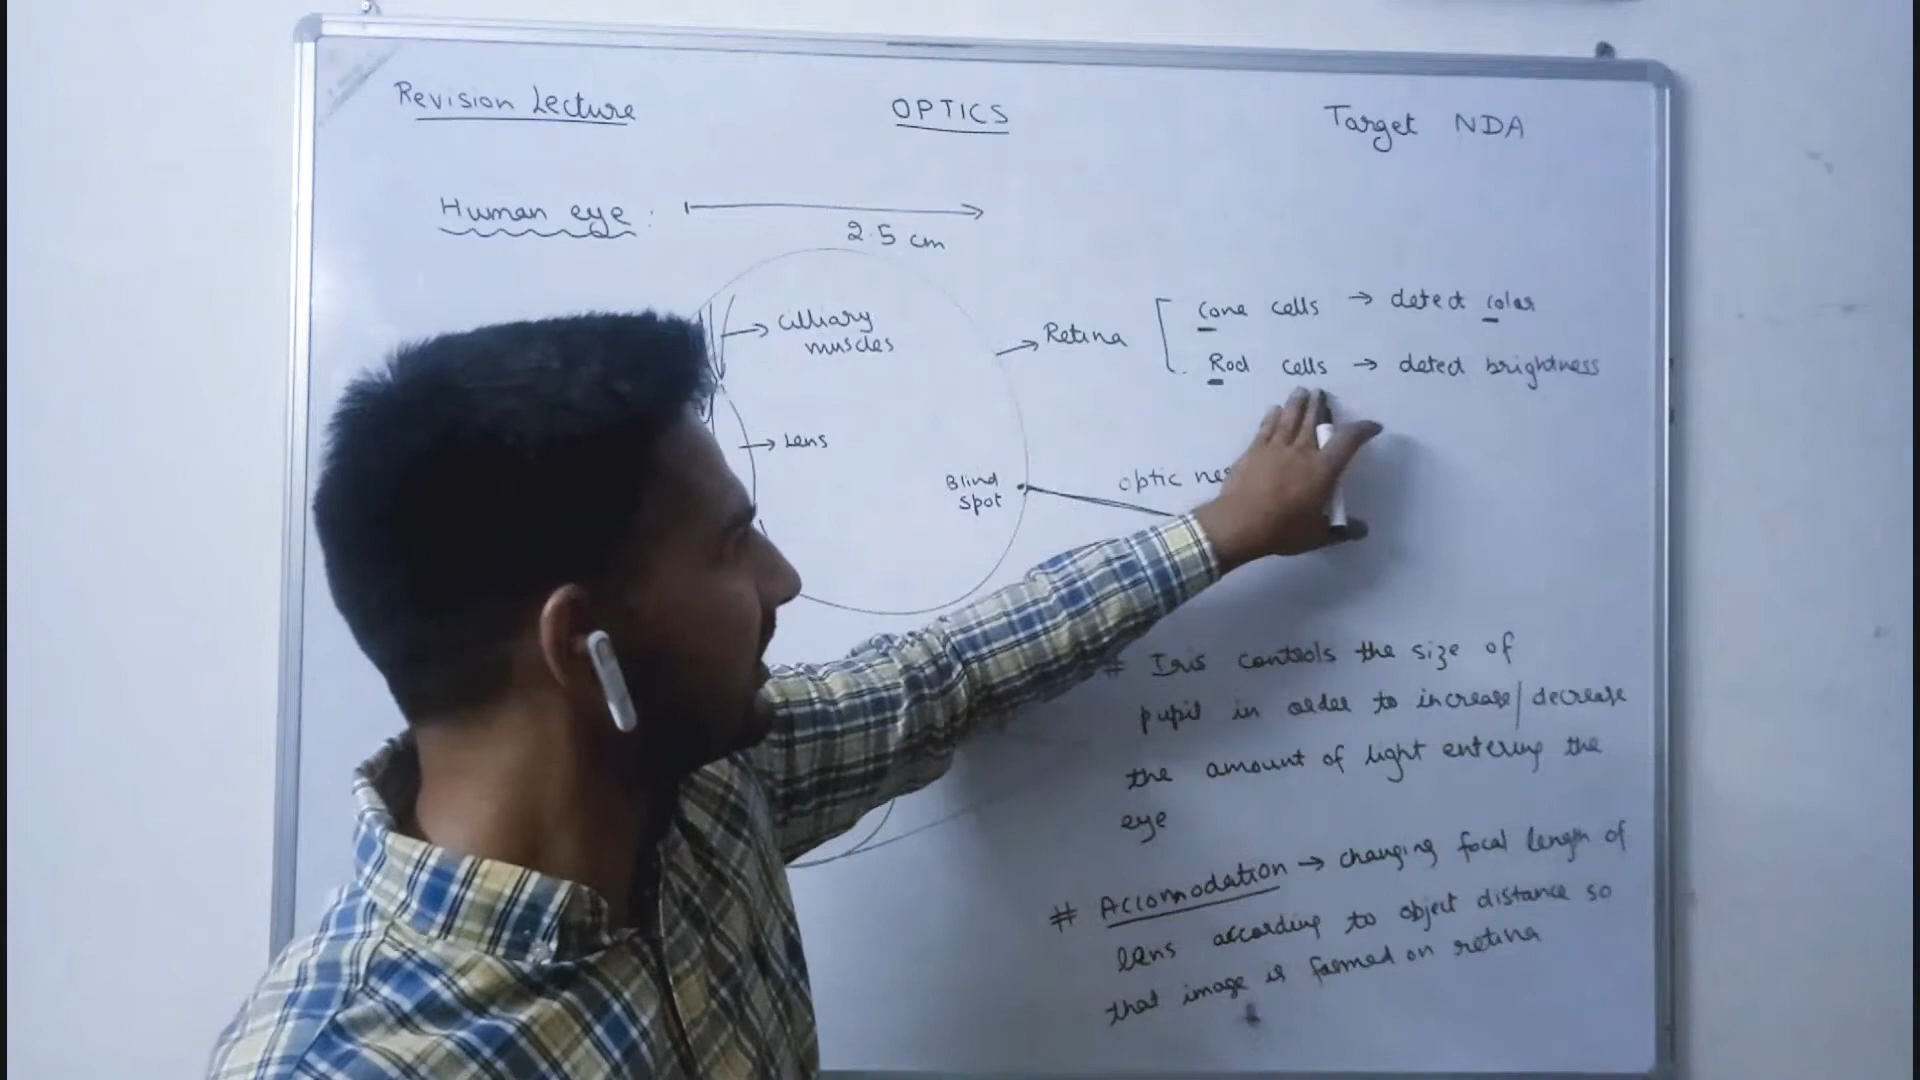 Revision Lecture
OPTICS
Target NDA
Human eye :
2.5 cm
Cilliary
muscles
Lens
Retina
Cone cells → detect color
Rod cells → detect brightness
Blind
Spot
optic
# Iris controls the size of
pupil in order to increase/decrease
the amount of light entering the
eye
# Accomodation → changing focal length of
lens according to object distance so
that image is formed on retina